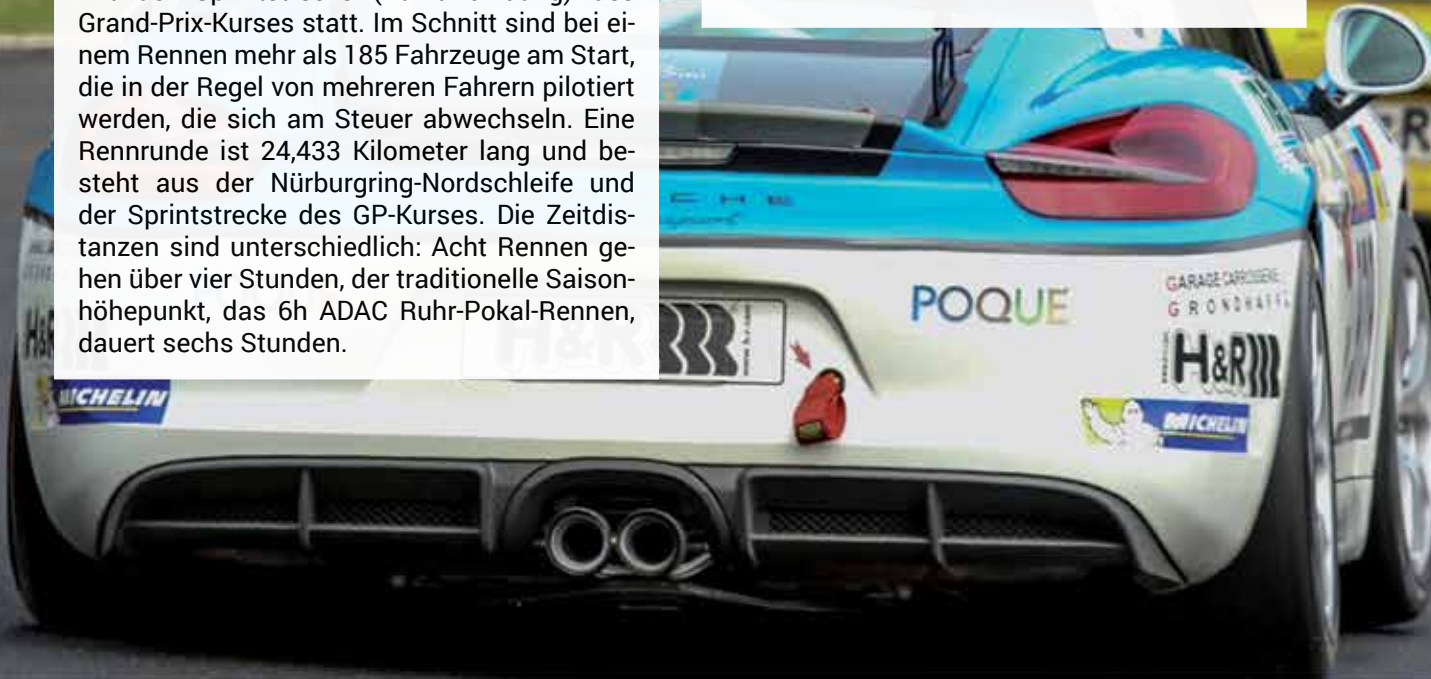 Grand-Prix-Kurses statt. Im Schnitt sind bei ei-
nem Rennen mehr als 185 Fahrzeuge am Start,
die in der Regel von mehreren Fahrern pilotiert
werden, die sich am Steuer abwechseln. Eine
Rennrunde ist 24,433 Kilometer lang und be-
steht aus der Nürburgring-Nordschleife und
der Sprintstrecke des GP-Kurses. Die Zeitdis-
tanzen sind unterschiedlich: Acht Rennen ge-
hen über vier Stunden, der traditionelle Saison-
höhepunkt, das 6h ADAC Ruhr-Pokal-Rennen,
dauert sechs Stunden.
POQUE
GARAGE CARROSSERIE
H&R
H&R
H&R
MICHELIN
MICHELIN